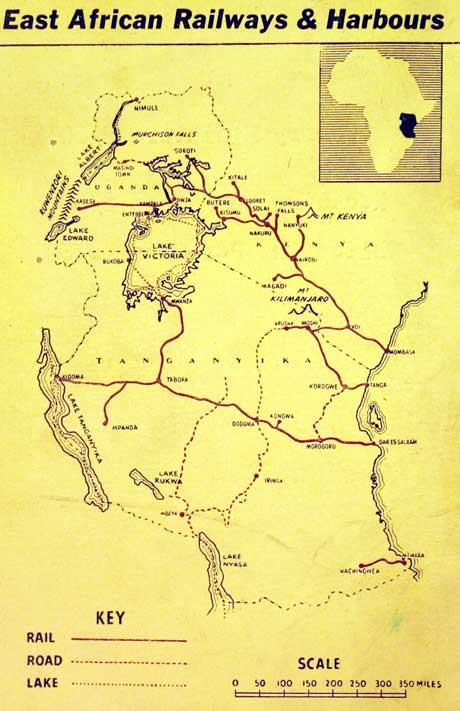 East African Railways & Harbours
NIMULE
MURCHISON FALLS
LAKE ALBERT
SOROTI
MASINDI TOWN
KITALE
RUWENZORI MOUNTAINS
UGANDA
KASESE
KAMPALA
JINJA
BUTERE
ELDORET
SOLAI
THOMSONS FALLS
ENTEBBE
KISUMU
NANYUKI
MT KENYA
NAKURU
LAKE EDWARD
KENYA
LAKE VICTORIA
BUKOBA
NAIROBI
MAGADI
MWANZA
MT KILIMANJARO
ARUSHA
MOSHI
VOI
MOMBASA
TANGANYIKA
KIGOMA
TABORA
KOROGWE
TANGA
LAKE TANGANYIKA
MPANDA
KONGWA
DODOMA
MOROGORO
DAR ES SALAAM
LAKE RUKWA
IRINGA
MBEYA
LAKE NYASA
MTWARA
NACHINGWEA
KEY
RAIL
ROAD
LAKE
SCALE
0 50 100 150 200 250 300 350 MILES